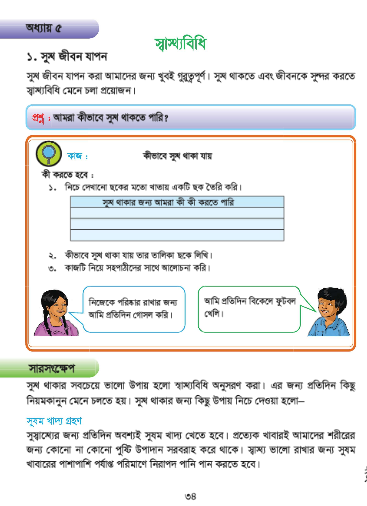 অধ্যায় ৫
স্বাস্থ্যবিধি
১. সুস্থ জীবন যাপন
সুস্থ জীবন যাপন করা আমাদের জন্য খুবই গুরুত্বপূর্ণ। সুস্থ থাকতে এবং জীবনকে সুন্দর করতে
স্বাস্থ্যবিধি মেনে চলা প্রয়োজন।
প্রশ্ন : আমরা কীভাবে সুস্থ থাকতে পারি?
কাজ : কীভাবে সুস্থ থাকা যায়
কী করতে হবে :
১. নিচে দেখানো ছকের মতো খাতায় একটি ছক তৈরি করি।
সুস্থ থাকার জন্য আমরা কী কী করতে পারি
২. কীভাবে সুস্থ থাকা যায় তার তালিকা ছকে লিখি।
৩. কাজটি নিয়ে সহপাঠীদের সাথে আলোচনা করি।
নিজেকে পরিষ্কার রাখার জন্য
আমি প্রতিদিন গোসল করি।
আমি প্রতিদিন বিকেলে ফুটবল
খেলি।
সারসংক্ষেপ
সুস্থ থাকার সবচেয়ে ভালো উপায় হলো স্বাস্থ্যবিধি অনুসরণ করা। এর জন্য প্রতিদিন কিছু
নিয়মকানুন মেনে চলতে হয়। সুস্থ থাকার জন্য কিছু উপায় নিচে দেওয়া হলো–
সুষম খাদ্য গ্রহণ
সুস্বাস্থ্যের জন্য প্রতিদিন অবশ্যই সুষম খাদ্য খেতে হবে। প্রত্যেক খাবারই আমাদের শরীরের
জন্য কোনো না কোনো পুষ্টি উপাদান সরবরাহ করে থাকে। স্বাস্থ্য ভালো রাখার জন্য সুষম
খাবারের পাশাপাশি পর্যাপ্ত পরিমাণে নিরাপদ পানি পান করতে হবে।
৩৪